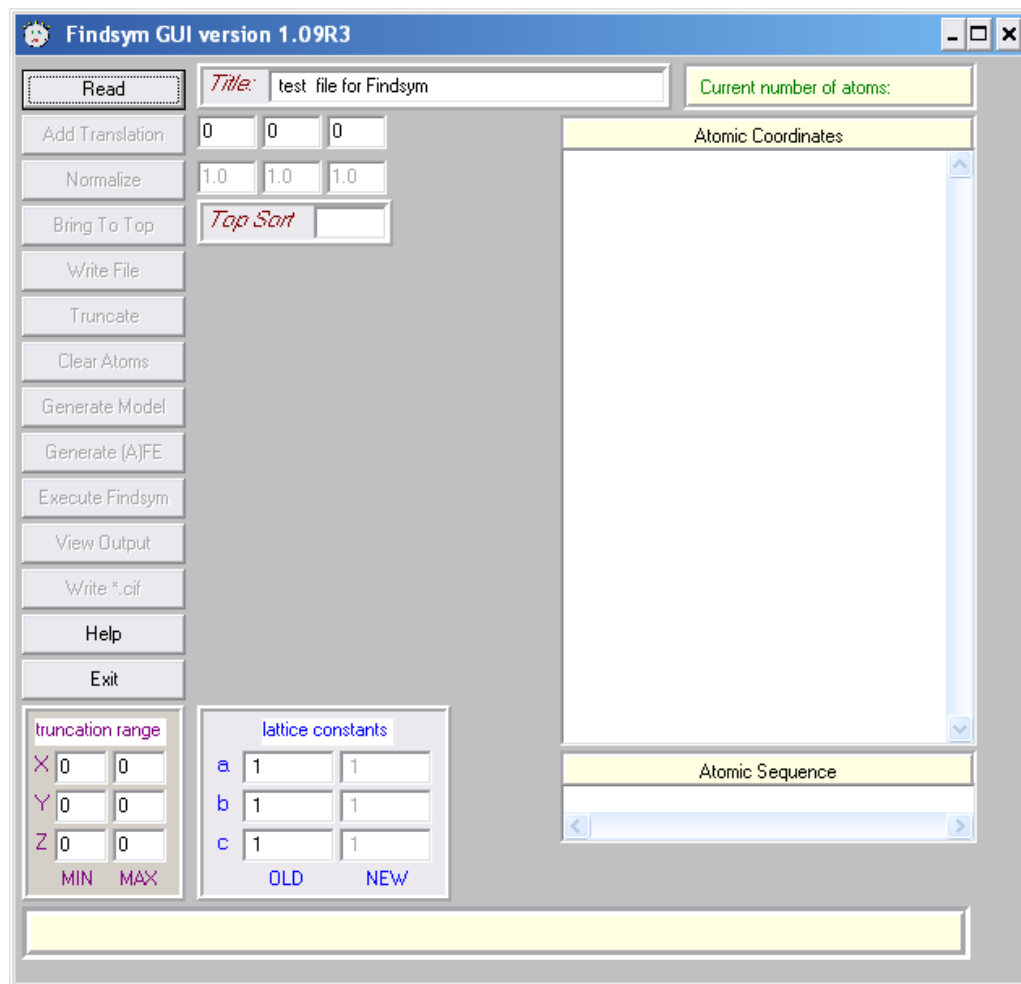 Findsym GUI version 1.09R3
Read Title: test file for Findsym Current number of atoms:
Add Translation 0 0 0 Atomic Coordinates
Normalize 1.0 1.0 1.0
Bring To Top Top Sort
Write File
Truncate
Clear Atoms
Generate Model
Generate (A)FE
Execute Findsym
View Output
Write *.cif
Help
Exit
truncation range
X 0 0
Y 0 0
Z 0 0
MIN MAX
lattice constants
a 1 1
b 1 1
c 1 1
OLD NEW
Atomic Sequence